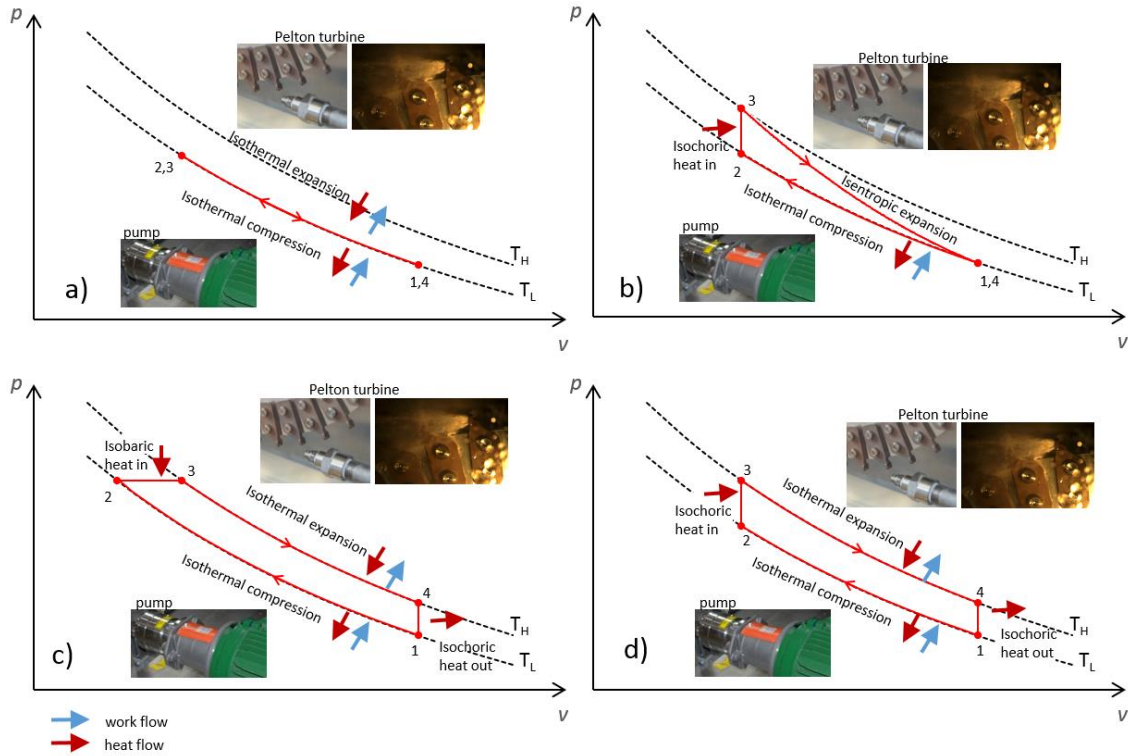 p
Pelton turbine
Isothermal expansion
2,3
Isothermal compression
pump
a)
1,4
T_H
T_L
v
p
Pelton turbine
3
Isochoric
heat in
2
Isentropic expansion
Isothermal compression
pump
b)
1,4
T_H
T_L
v
p
Pelton turbine
Isobaric
heat in
3
2
Isothermal expansion
Isothermal compression
4
pump
c)
1
Isochoric
heat out
T_H
T_L
v
p
Pelton turbine
3
Isochoric
heat in
2
Isothermal expansion
Isothermal compression
4
pump
d)
1
Isochoric
heat out
T_H
T_L
v
work flow
heat flow